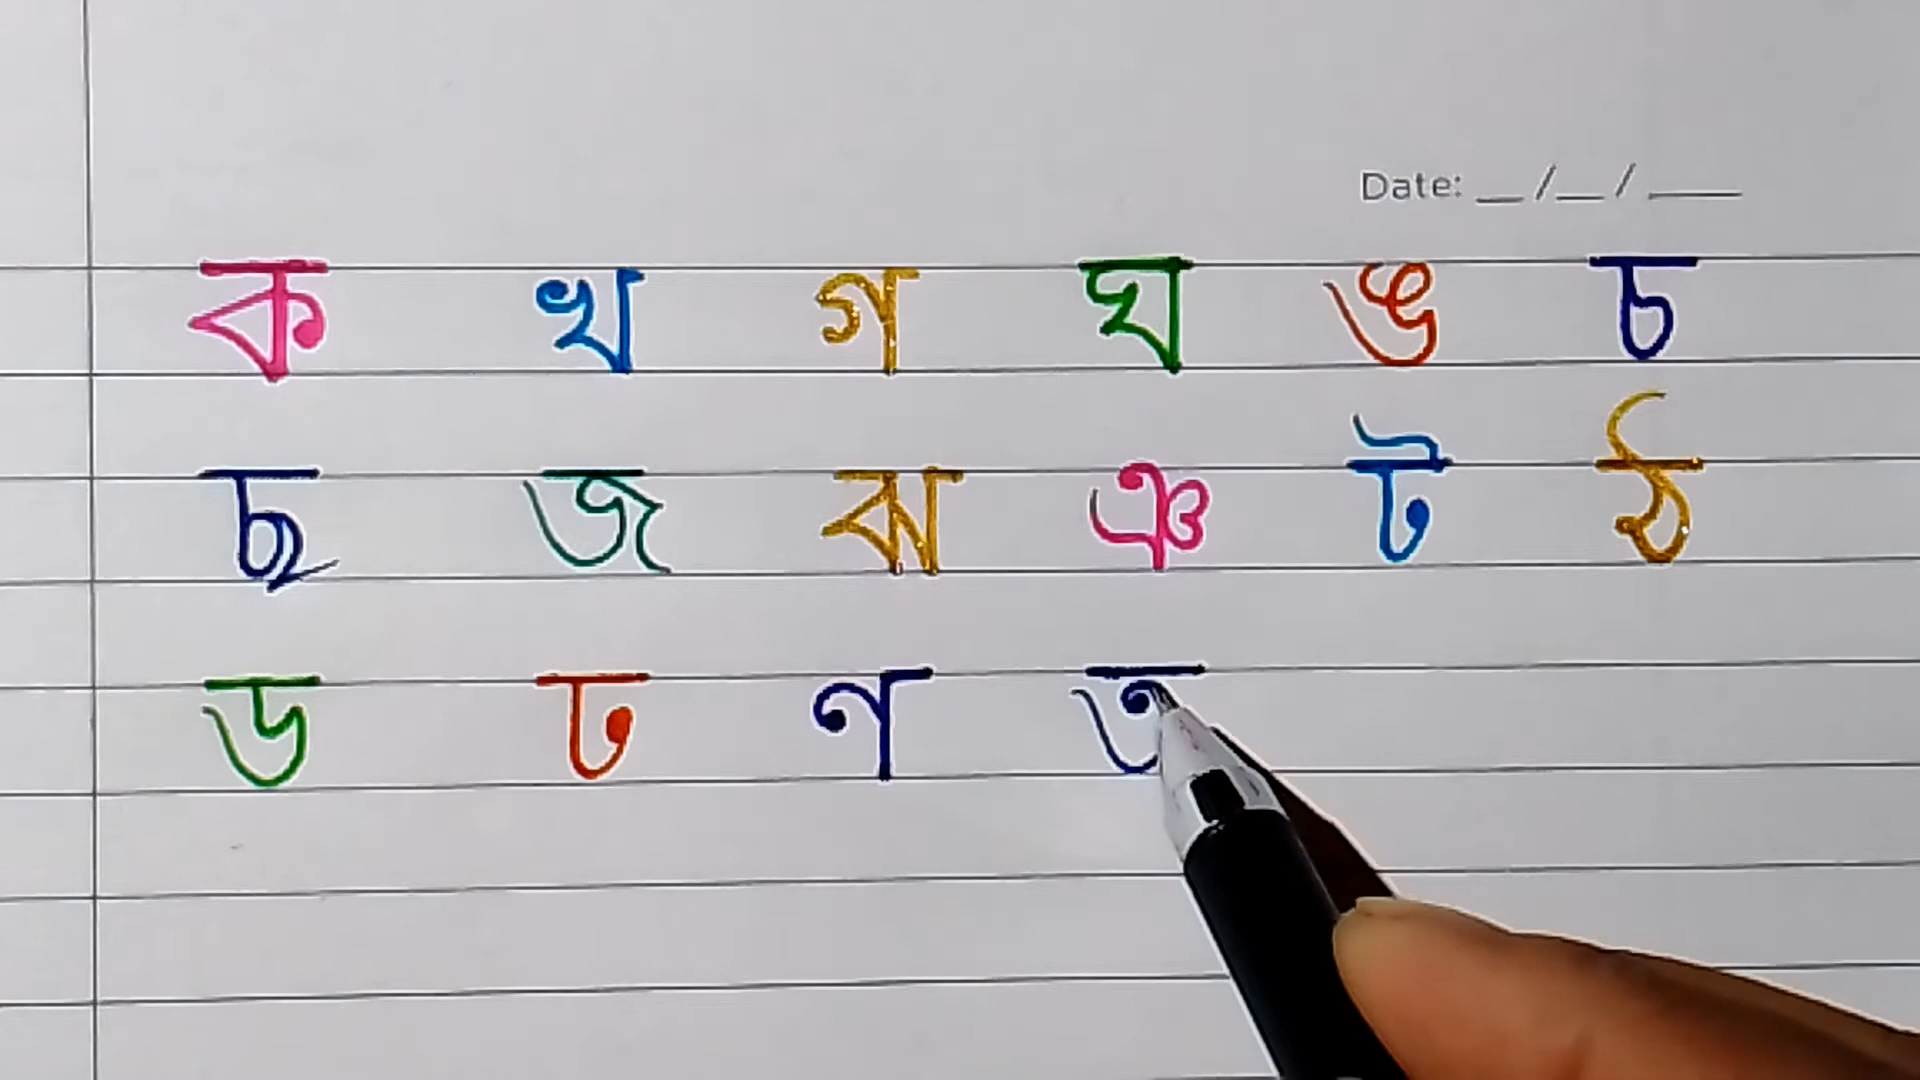 Date: __/__/____
ক খ গ ঘ ঙ চ
ছ জ ঝ ঞ ট ঠ
ড ঢ ণ ত